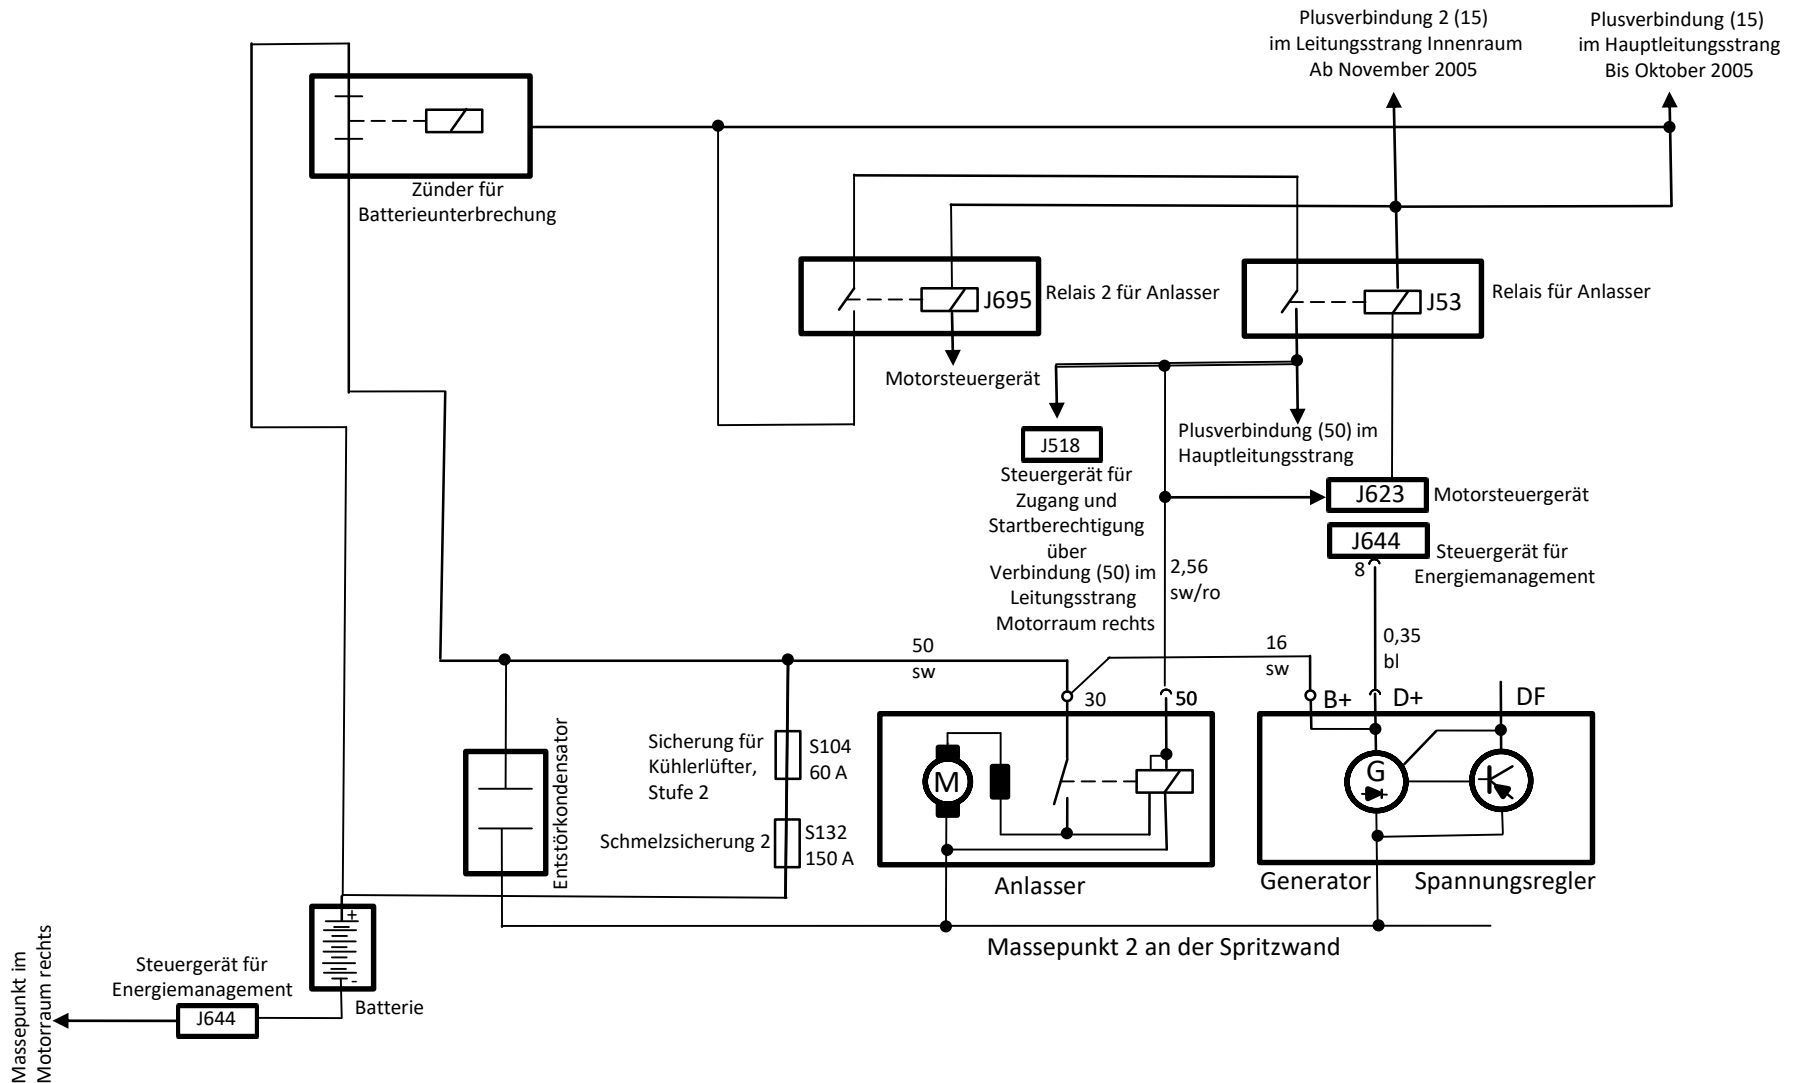 Plusverbindung 2 (15)
im Leitungsstrang Innenraum
Ab November 2005
Plusverbindung (15)
im Hauptleitungsstrang
Bis Oktober 2005
Zünder für
Batterieunterbrechung
J695
Relais 2 für Anlasser
J53
Relais für Anlasser
Motorsteuergerät
J518
Steuergerät für
Zugang und
Startberechtigung
über
Verbindung (50) im
Leitungsstrang
Motorraum rechts
Plusverbindung (50) im
Hauptleitungsstrang
J623
Motorsteuergerät
J644
Steuergerät für
Energiemanagement
8
2,56
sw/ro
0,35
bl
50
sw
16
sw
30
50
B+
D+
DF
Entstörkondensator
Sicherung für
Kühlerlüfter,
Stufe 2
S104
60 A
Schmelzsicherung 2
S132
150 A
M
G
Anlasser
Generator
Spannungsregler
Massepunkt 2 an der Spritzwand
+
-
Batterie
Steuergerät für
Energiemanagement
J644
Massepunkt im
Motorraum rechts